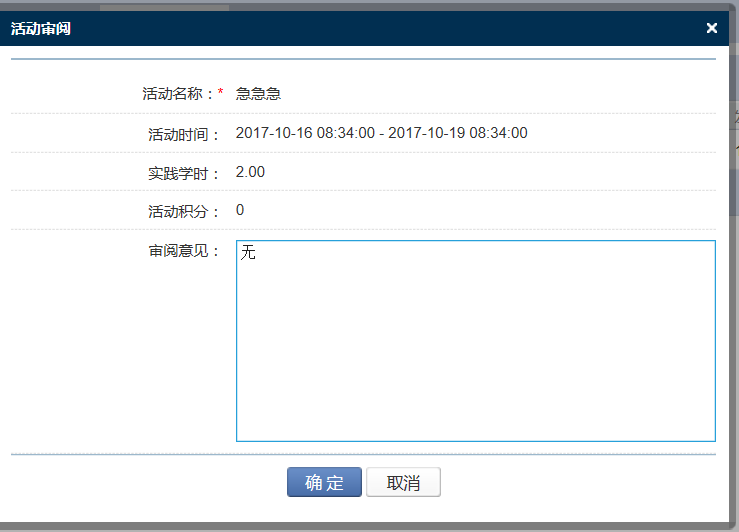 活动审阅
活动名称：* 急急急
活动时间： 2017-10-16 08:34:00 - 2017-10-19 08:34:00
实践学时： 2.00
活动积分： 0
审阅意见： 无
确 定 取消